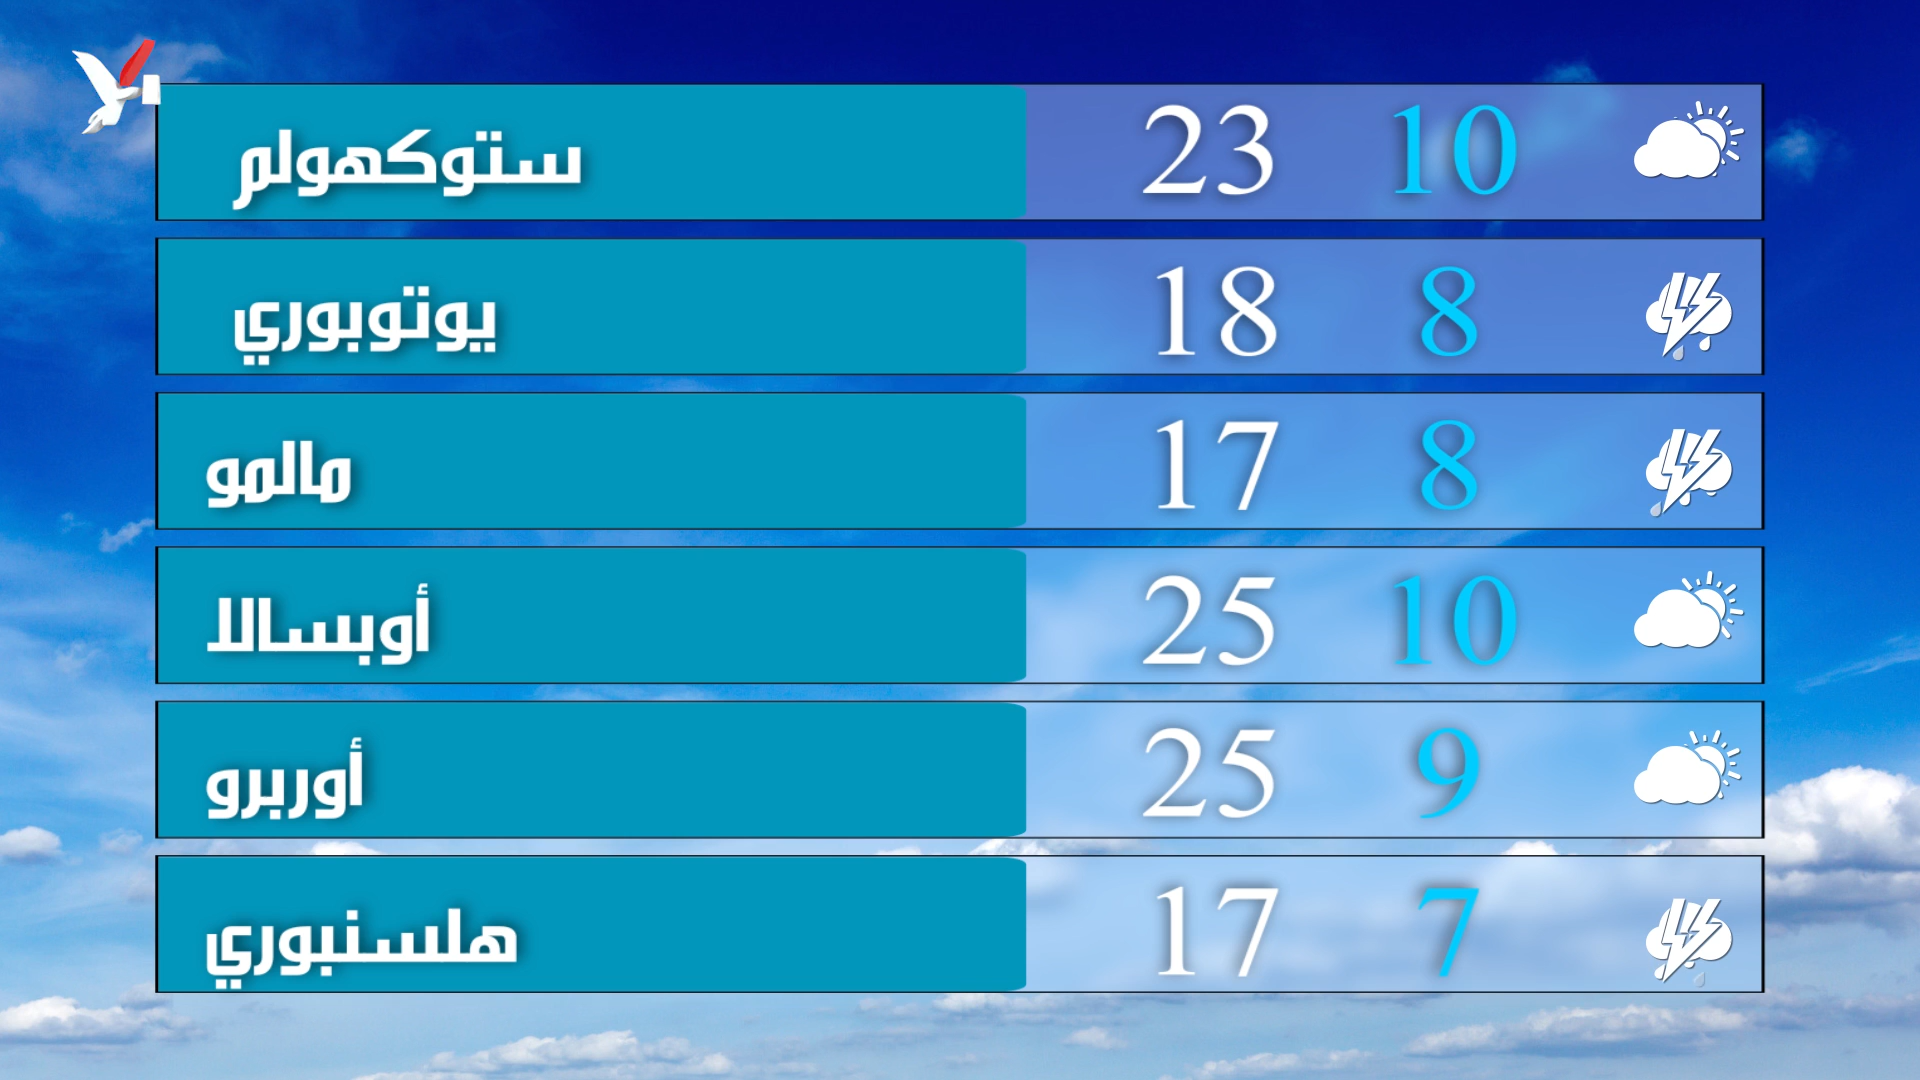 ستوكهولم 23 10
يوتوبوري 18 8
مالمو 17 8
أوبسالا 25 10
أوربرو 25 9
هلسنبوري 17 7